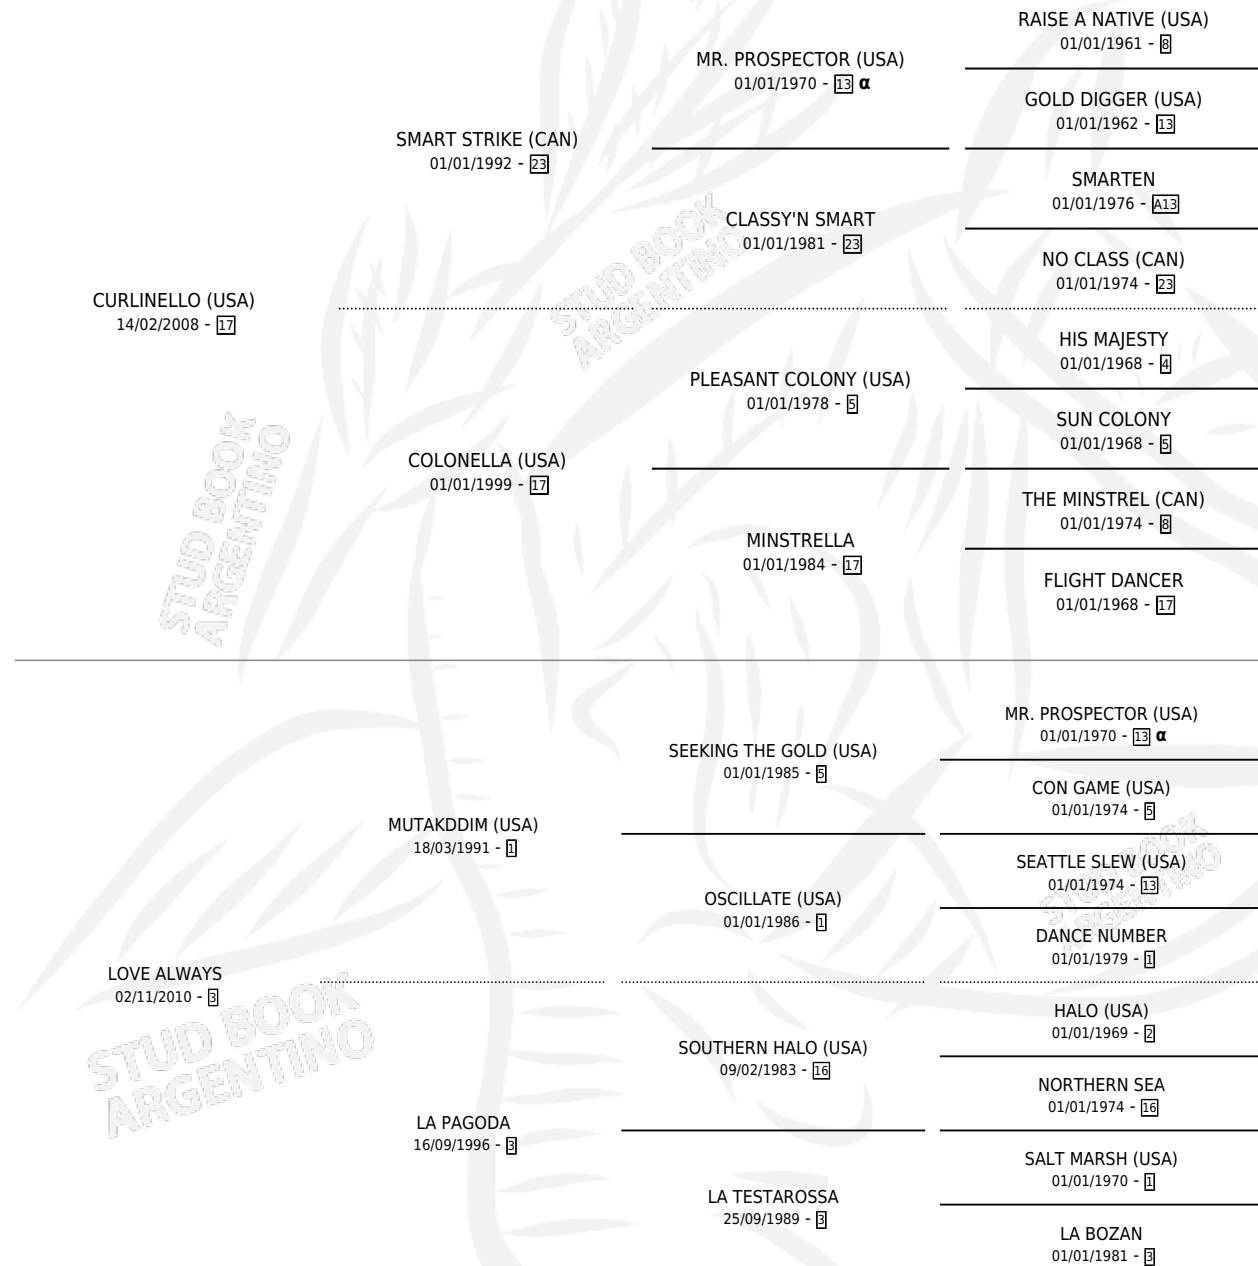 RAISE A NATIVE (USA)
01/01/1961 - 8
MR. PROSPECTOR (USA)
01/01/1970 - 13 α
GOLD DIGGER (USA)
01/01/1962 - 13
SMART STRIKE (CAN)
01/01/1992 - 23
SMARTEN
01/01/1976 - A13
CLASSY'N SMART
01/01/1981 - 23
NO CLASS (CAN)
01/01/1974 - 23
CURLINELLO (USA)
14/02/2008 - 17
STUD BOOK
ARGENTINO
HIS MAJESTY
01/01/1968 - 4
PLEASANT COLONY (USA)
01/01/1978 - 5
SUN COLONY
01/01/1968 - 5
COLONELLA (USA)
01/01/1999 - 17
STUD BOOK
ARGENTINO
THE MINSTREL (CAN)
01/01/1974 - 8
MINSTRELLA
01/01/1984 - 17
FLIGHT DANCER
01/01/1968 - 17
MR. PROSPECTOR (USA)
01/01/1970 - 13 α
SEEKING THE GOLD (USA)
01/01/1985 - 5
CON GAME (USA)
01/01/1974 - 5
MUTAKDDIM (USA)
18/03/1991 - 1
SEATTLE SLEW (USA)
01/01/1974 - 13
STUD BOOK
ARGENTINO
OSCILLATE (USA)
01/01/1986 - 1
DANCE NUMBER
01/01/1979 - 1
LOVE ALWAYS
02/11/2010 - 3
STUD BOOK
ARGENTINO
HALO (USA)
01/01/1969 - 2
SOUTHERN HALO (USA)
09/02/1983 - 16
NORTHERN SEA
01/01/1974 - 16
LA PAGODA
16/09/1996 - 3
SALT MARSH (USA)
01/01/1970 - 1
LA TESTAROSSA
25/09/1989 - 3
LA BOZAN
01/01/1981 - 3